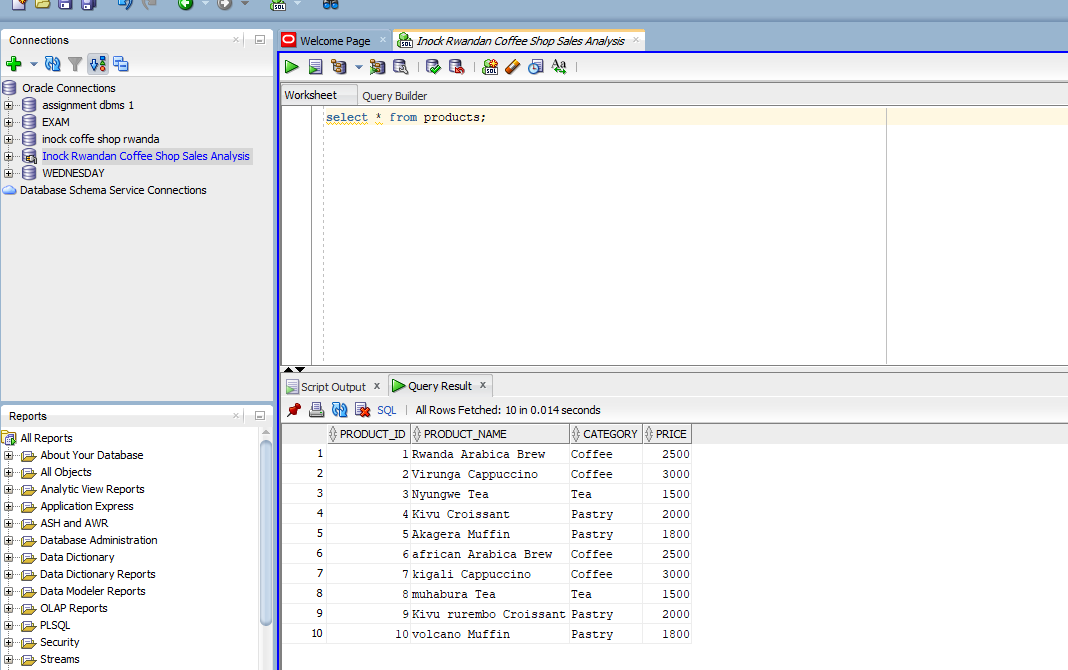 SQL
Connections
Oracle Connections
assignment dbms 1
EXAM
inock coffe shop rwanda
Inock Rwandan Coffee Shop Sales Analysis
WEDNESDAY
Database Schema Service Connections
Reports
All Reports
About Your Database
All Objects
Analytic View Reports
Application Express
ASH and AWR
Database Administration
Data Dictionary
Data Dictionary Reports
Data Modeler Reports
OLAP Reports
PLSQL
Security
Streams
Welcome Page
Inock Rwandan Coffee Shop Sales Analysis
Worksheet Query Builder
select * from products;
Script Output x Query Result x
SQL | All Rows Fetched: 10 in 0.014 seconds
PRODUCT_ID PRODUCT_NAME CATEGORY PRICE
1 1 Rwanda Arabica Brew Coffee 2500
2 2 Virunga Cappuccino Coffee 3000
3 3 Nyungwe Tea Tea 1500
4 4 Kivu Croissant Pastry 2000
5 5 Akagera Muffin Pastry 1800
6 6 african Arabica Brew Coffee 2500
7 7 kigali Cappuccino Coffee 3000
8 8 muhabura Tea Tea 1500
9 9 Kivu rurembo Croissant Pastry 2000
10 10 volcano Muffin Pastry 1800